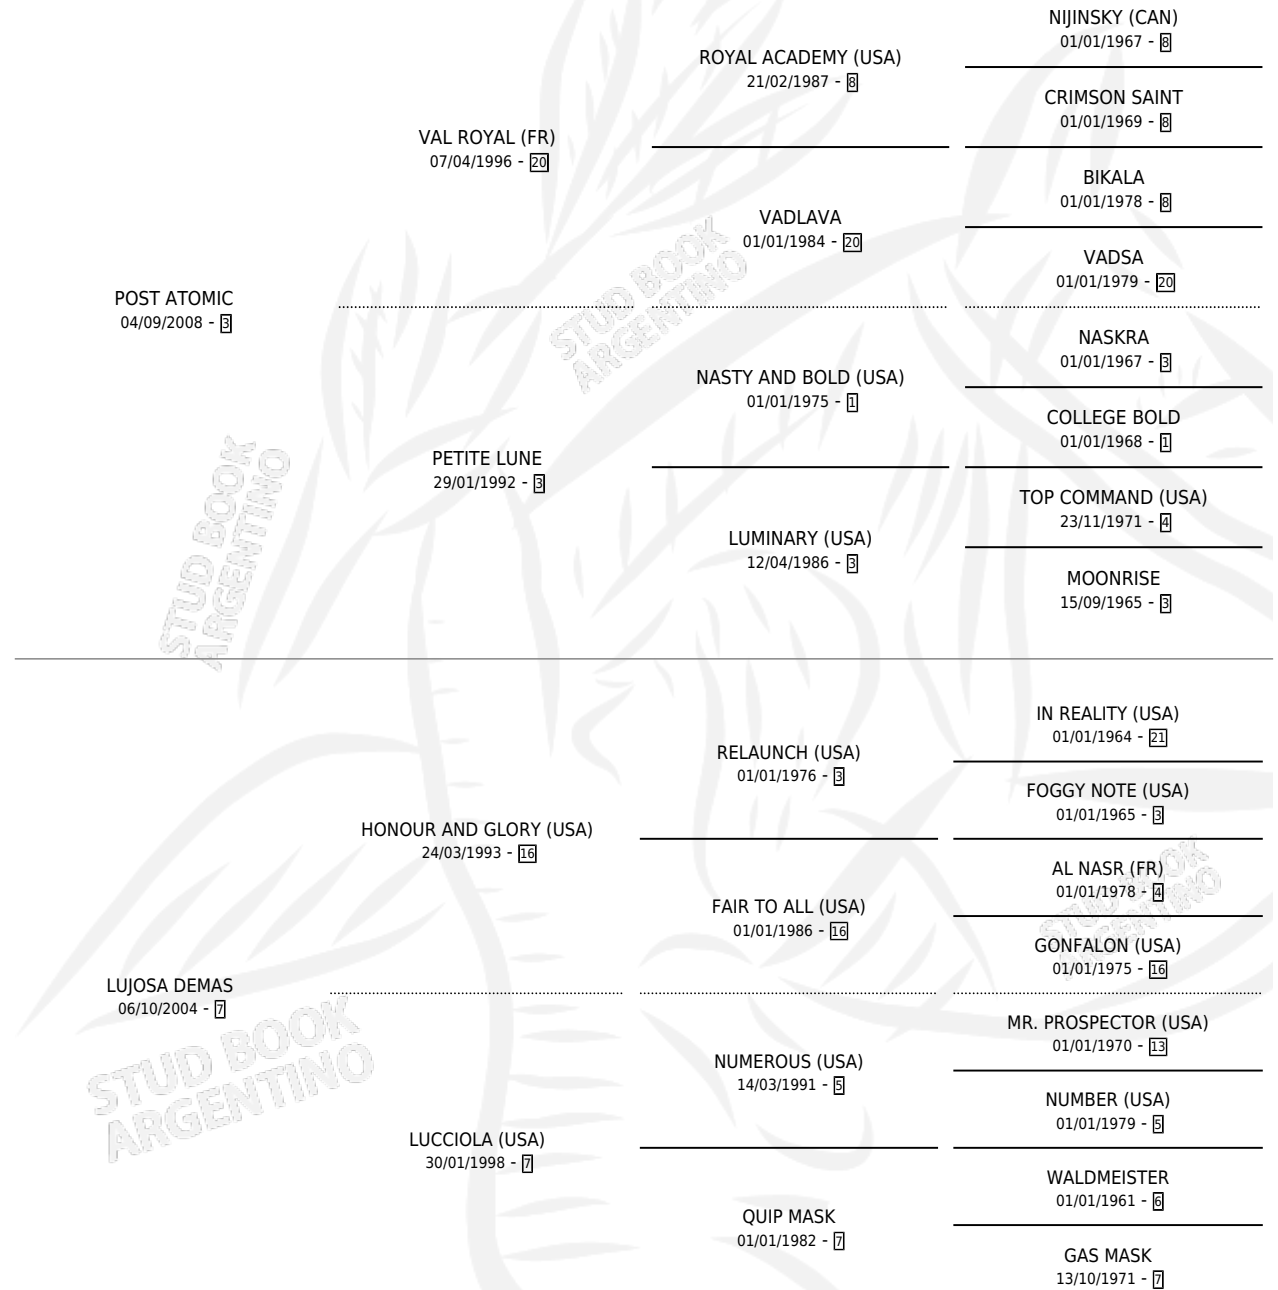 NIJINSKY (CAN)
01/01/1967 - 8
ROYAL ACADEMY (USA)
21/02/1987 - 8
CRIMSON SAINT
01/01/1969 - 8
VAL ROYAL (FR)
07/04/1996 - 20
BIKALA
01/01/1978 - 8
VADLAVA
01/01/1984 - 20
VADSA
01/01/1979 - 20
POST ATOMIC
04/09/2008 - 3
NASKRA
01/01/1967 - 3
NASTY AND BOLD (USA)
01/01/1975 - 1
COLLEGE BOLD
01/01/1968 - 1
PETITE LUNE
29/01/1992 - 3
TOP COMMAND (USA)
23/11/1971 - 4
LUMINARY (USA)
12/04/1986 - 3
MOONRISE
15/09/1965 - 3
IN REALITY (USA)
01/01/1964 - 21
RELAUNCH (USA)
01/01/1976 - 3
FOGGY NOTE (USA)
01/01/1965 - 3
HONOUR AND GLORY (USA)
24/03/1993 - 16
AL NASR (FR)
01/01/1978 - 4
FAIR TO ALL (USA)
01/01/1986 - 16
GONFALON (USA)
01/01/1975 - 16
LUJOSA DEMAS
06/10/2004 - 7
MR. PROSPECTOR (USA)
01/01/1970 - 13
NUMEROUS (USA)
14/03/1991 - 5
NUMBER (USA)
01/01/1979 - 5
LUCCIOLA (USA)
30/01/1998 - 7
WALDMEISTER
01/01/1961 - 6
QUIP MASK
01/01/1982 - 7
GAS MASK
13/10/1971 - 7
STUD BOOK
ARGENTINO
STUD BOOK
ARGENTINO
STUD BOOK
ARGENTINO
STUD BOOK
ARGENTINO